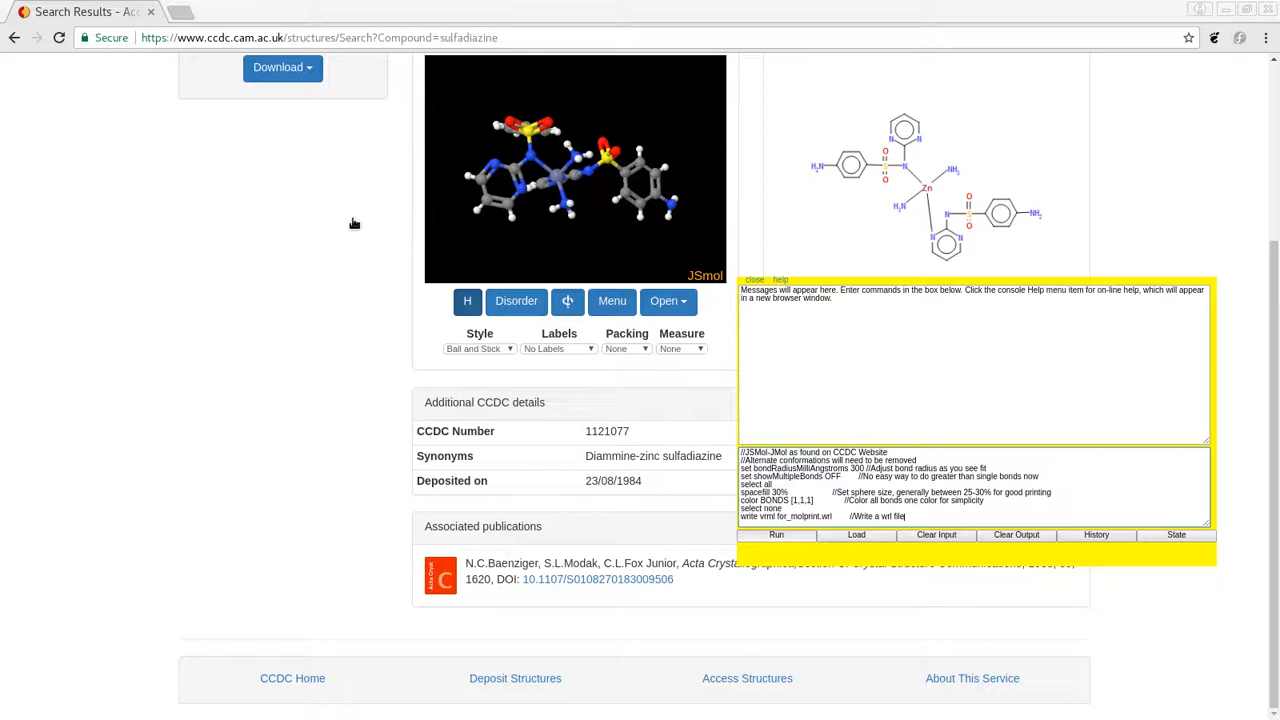 Search Results - Acc
Secure
https://www.ccdc.cam.ac.uk/structures/Search?Compound=sulfadiazine
Download
JSmol
H
Disorder
Menu
Open
Style
Labels
Packing
Measure
Ball and Stick
No Labels
None
None
N
N
O
H2N
S
N
NH3
O
Zn
O
H3N
N
S
NH2
N
N
O
close
help
Messages will appear here. Enter commands in the box below. Click the console Help menu item for on-line help, which will appear
in a new browser window.
//JSMol-JMol as found on CCDC Website
//Alternate conformations will need to be removed
set bondRadiusMilliAngstroms 300 //Adjust bond radius as you see fit
set showMultipleBonds OFF //No easy way to do greater than single bonds now
select all
spacefill 30% //Set sphere size, generally between 25-30% for good printing
color BONDS [1,1,1] //Color all bonds one color for simplicity
select none
write vrml for_molprint.wrl //Write a wrl file
Run
Load
Clear Input
Clear Output
History
State
Additional CCDC details
CCDC Number
1121077
Synonyms
Diammine-zinc sulfadiazine
Deposited on
23/08/1984
Associated publications
Acta Cryst
C
N.C.Baenziger, S.L.Modak, C.L.Fox Junior, Acta
1620, DOI: 10.1107/S0108270183009506
CCDC Home
Deposit Structures
Access Structures
About This Service